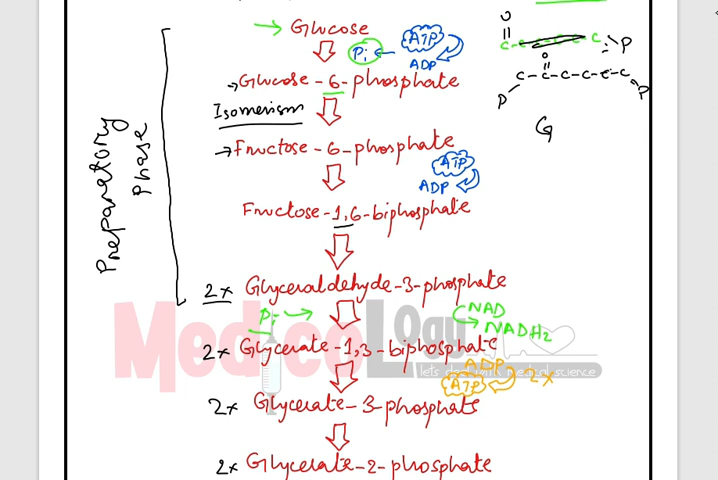 Glucose
Pi
ATP
ADP
Glucose-6-phosphate
Isomerism
Fructose-6-phosphate
ATP
ADP
Fructose-1,6-biphosphate
2x Glyceraldehyde-3-phosphate
Preparatory
Phase
Pi
NAD
NADH2
2x Glycerate-1,3-biphosphate
ADP
ATP
2x
2x Glycerate-3-phosphate
2x Glycerate-2-phosphate
O
C-C-C-C-C-C
P
O
C-C-C-C-C-C
P
P
G
MedicoLogy